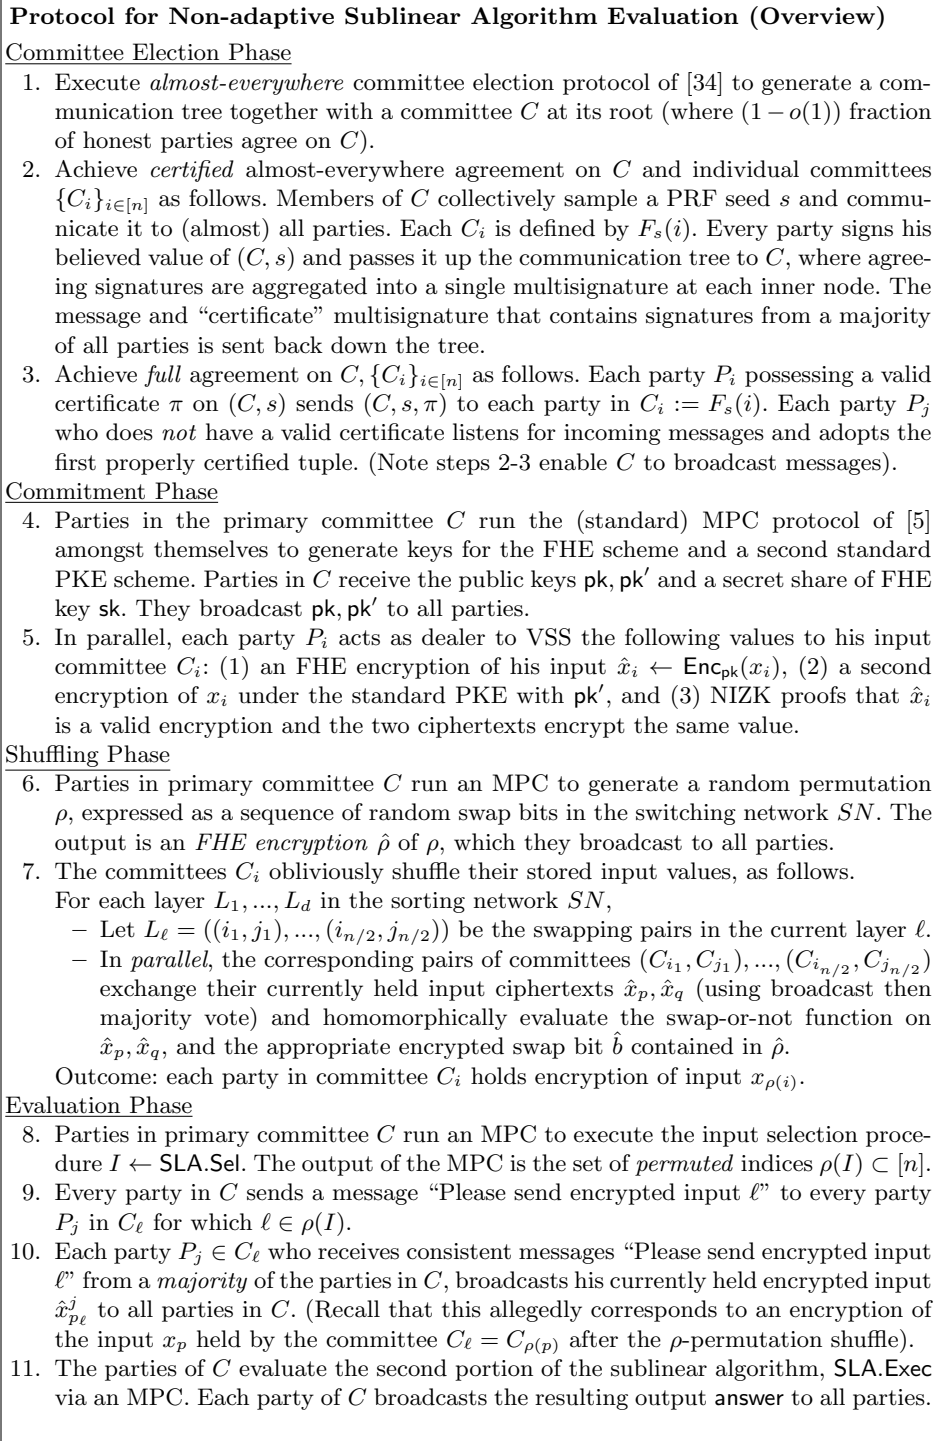 Protocol for Non-adaptive Sublinear Algorithm Evaluation (Overview)
Committee Election Phase
1. Execute almost-everywhere committee election protocol of [34] to generate a com-
munication tree together with a committee C at its root (where (1 − o(1)) fraction
of honest parties agree on C).
2. Achieve certified almost-everywhere agreement on C and individual committees
{C_i}_{i∈[n]} as follows. Members of C collectively sample a PRF seed s and commu-
nicate it to (almost) all parties. Each C_i is defined by F_s(i). Every party signs his
believed value of (C, s) and passes it up the communication tree to C, where agree-
ing signatures are aggregated into a single multisignature at each inner node. The
message and “certificate” multisignature that contains signatures from a majority
of all parties is sent back down the tree.
3. Achieve full agreement on C, {C_i}_{i∈[n]} as follows. Each party P_i possessing a valid
certificate π on (C, s) sends (C, s, π) to each party in C_i := F_s(i). Each party P_j
who does not have a valid certificate listens for incoming messages and adopts the
first properly certified tuple. (Note steps 2-3 enable C to broadcast messages).
Commitment Phase
4. Parties in the primary committee C run the (standard) MPC protocol of [5]
amongst themselves to generate keys for the FHE scheme and a second standard
PKE scheme. Parties in C receive the public keys pk, pk′ and a secret share of FHE
key sk. They broadcast pk, pk′ to all parties.
5. In parallel, each party P_i acts as dealer to VSS the following values to his input
committee C_i: (1) an FHE encryption of his input x̂_i ← Enc_pk(x_i), (2) a second
encryption of x_i under the standard PKE with pk′, and (3) NIZK proofs that x̂_i
is a valid encryption and the two ciphertexts encrypt the same value.
Shuffling Phase
6. Parties in primary committee C run an MPC to generate a random permutation
ρ, expressed as a sequence of random swap bits in the switching network SN. The
output is an FHE encryption ρ̂ of ρ, which they broadcast to all parties.
7. The committees C_i obliviously shuffle their stored input values, as follows.
For each layer L_1, ..., L_d in the sorting network SN,
– Let L_ℓ = ((i_1, j_1), ..., (i_{n/2}, j_{n/2})) be the swapping pairs in the current layer ℓ.
– In parallel, the corresponding pairs of committees (C_{i_1}, C_{j_1}), ..., (C_{i_{n/2}}, C_{j_{n/2}})
exchange their currently held input ciphertexts x̂_p, x̂_q (using broadcast then
majority vote) and homomorphically evaluate the swap-or-not function on
x̂_p, x̂_q, and the appropriate encrypted swap bit b̂ contained in ρ̂.
Outcome: each party in committee C_i holds encryption of input x_{ρ(i)}.
Evaluation Phase
8. Parties in primary committee C run an MPC to execute the input selection proce-
dure I ← SLA.Sel. The output of the MPC is the set of permuted indices ρ(I) ⊂ [n].
9. Every party in C sends a message “Please send encrypted input ℓ” to every party
P_j in C_ℓ for which ℓ ∈ ρ(I).
10. Each party P_j ∈ C_ℓ who receives consistent messages “Please send encrypted input
ℓ” from a majority of the parties in C, broadcasts his currently held encrypted input
x̂^j_{p_ℓ} to all parties in C. (Recall that this allegedly corresponds to an encryption of
the input x_p held by the committee C_ℓ = C_{ρ(p)} after the ρ-permutation shuffle).
11. The parties of C evaluate the second portion of the sublinear algorithm, SLA.Exec
via an MPC. Each party of C broadcasts the resulting output answer to all parties.